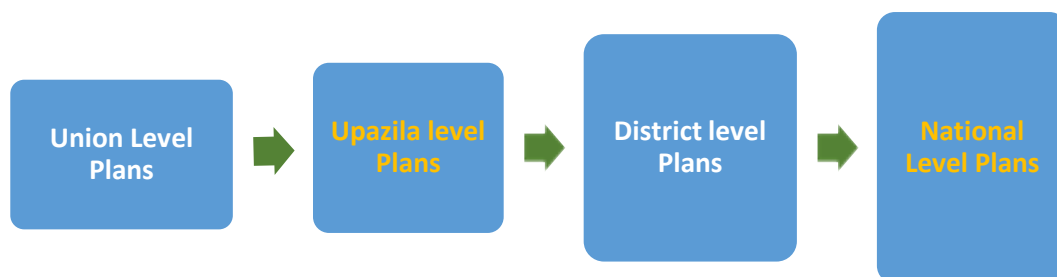 Union Level
Plans
Upazila level
Plans
District level
Plans
National
Level Plans